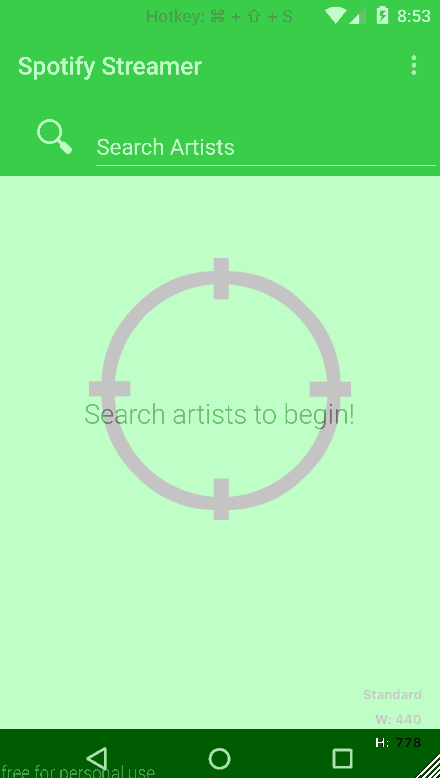 Hotkey: ⌘ + ⇧ + S
8:53
Spotify Streamer
Search Artists
Search artists to begin!
Standard
W: 440
H: 778
free for personal use